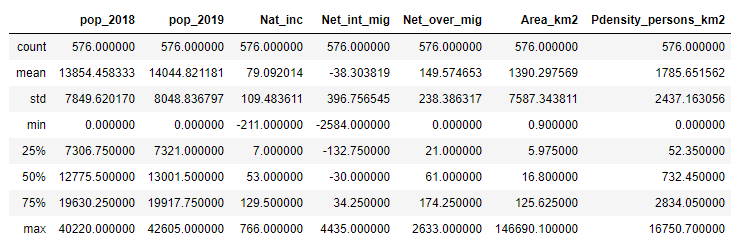 pop_2018 pop_2019 Nat_inc Net_int_mig Net_over_mig Area_km2 Pdensity_persons_km2
count 576.000000 576.000000 576.000000 576.000000 576.000000 576.000000 576.000000
mean 13854.458333 14044.821181 79.092014 -38.303819 149.574653 1390.297569 1785.651562
std 7849.620170 8048.836797 109.483611 396.756545 238.386317 7587.343811 2437.163056
min 0.000000 0.000000 -211.000000 -2584.000000 0.000000 0.900000 0.000000
25% 7306.750000 7321.000000 7.000000 -132.750000 21.000000 5.975000 52.350000
50% 12775.500000 13001.500000 53.000000 -30.000000 61.000000 16.800000 732.450000
75% 19630.250000 19917.750000 129.500000 34.250000 174.250000 125.625000 2834.050000
max 40220.000000 42605.000000 766.000000 4435.000000 2633.000000 146690.100000 16750.700000